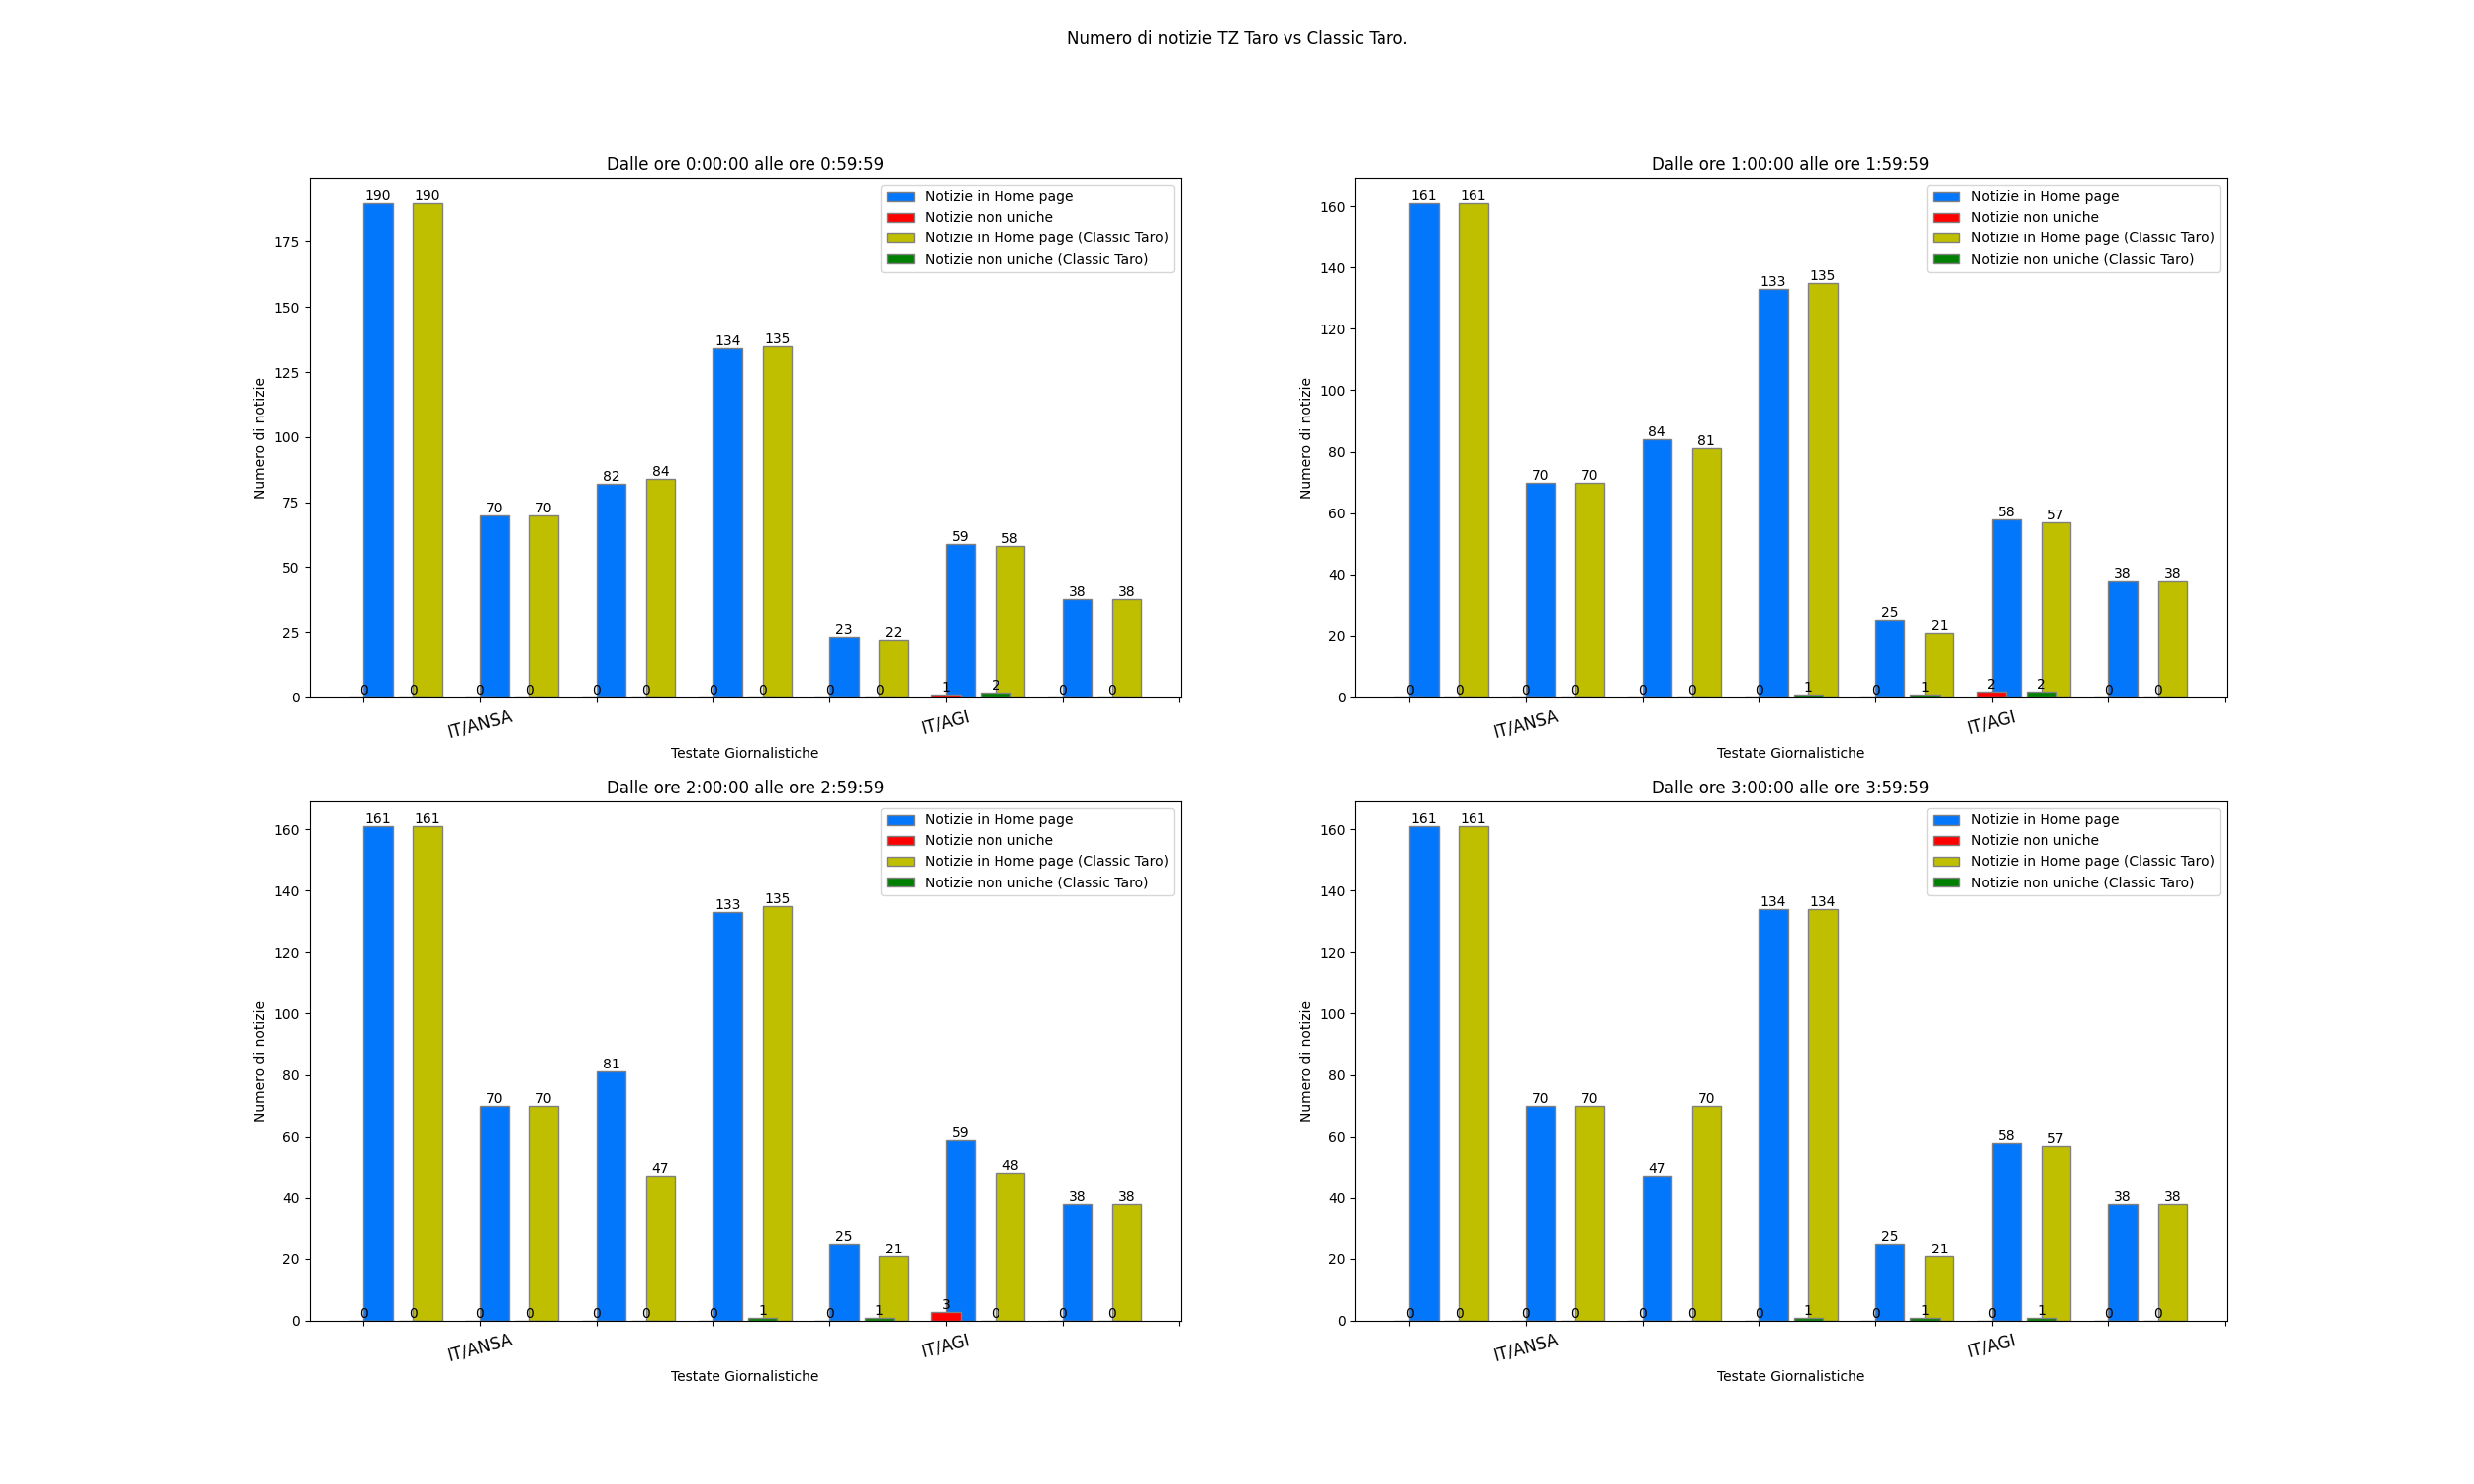 Numero di notizie TZ Taro vs Classic Taro.
Dalle ore 0:00:00 alle ore 0:59:59
Notizie in Home page
Notizie non uniche
Notizie in Home page (Classic Taro)
Notizie non uniche (Classic Taro)
Numero di notizie
175
150
125
100
75
50
25
0
190 190
70 70
82 84
134 135
23 22
59 58
38 38
0 0 0 0 0 0 0 0 0 0 1 2 0 0
IT/ANSA
IT/AGI
Testate Giornalistiche
Dalle ore 1:00:00 alle ore 1:59:59
Notizie in Home page
Notizie non uniche
Notizie in Home page (Classic Taro)
Notizie non uniche (Classic Taro)
Numero di notizie
160
140
120
100
80
60
40
20
0
161 161
70 70
84 81
133 135
25 21
58 57
38 38
0 0 0 0 0 0 0 1 0 1 2 2 0 0
IT/ANSA
IT/AGI
Testate Giornalistiche
Dalle ore 2:00:00 alle ore 2:59:59
Notizie in Home page
Notizie non uniche
Notizie in Home page (Classic Taro)
Notizie non uniche (Classic Taro)
Numero di notizie
160
140
120
100
80
60
40
20
0
161 161
70 70
81 47
133 135
25 21
59 48
38 38
0 0 0 0 0 0 0 1 0 1 3 0 0 0
IT/ANSA
IT/AGI
Testate Giornalistiche
Dalle ore 3:00:00 alle ore 3:59:59
Notizie in Home page
Notizie non uniche
Notizie in Home page (Classic Taro)
Notizie non uniche (Classic Taro)
Numero di notizie
160
140
120
100
80
60
40
20
0
161 161
70 70
47 70
134 134
25 21
58 57
38 38
0 0 0 0 0 0 0 1 0 1 0 1 0 0
IT/ANSA
IT/AGI
Testate Giornalistiche